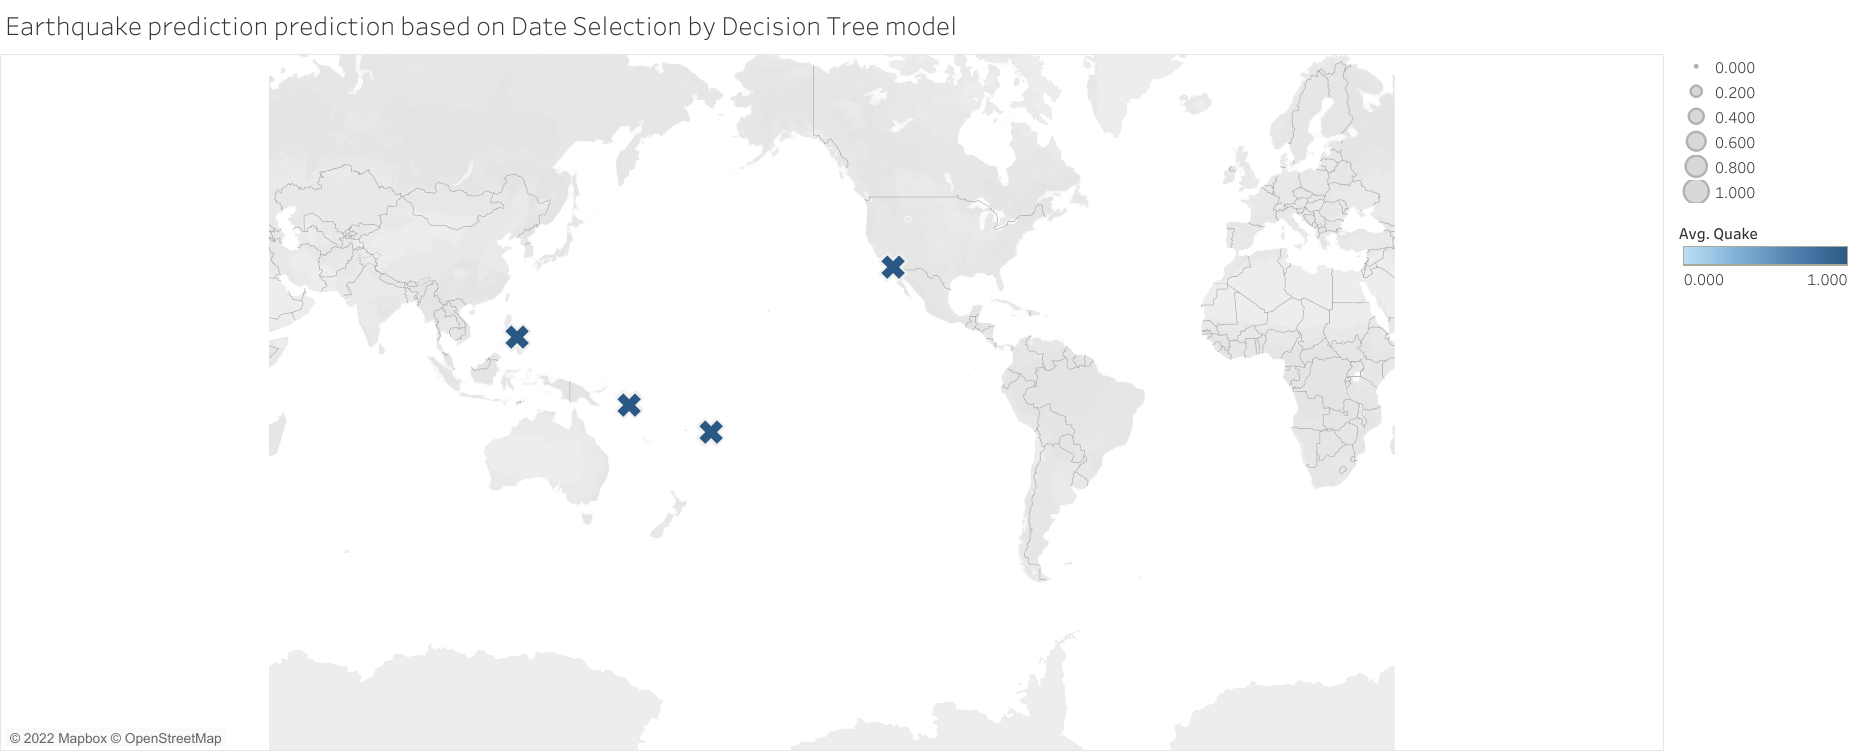 Earthquake prediction prediction based on Date Selection by Decision Tree model
0.000
0.200
0.400
0.600
0.800
1.000
Avg. Quake
0.000 1.000
© 2022 Mapbox © OpenStreetMap